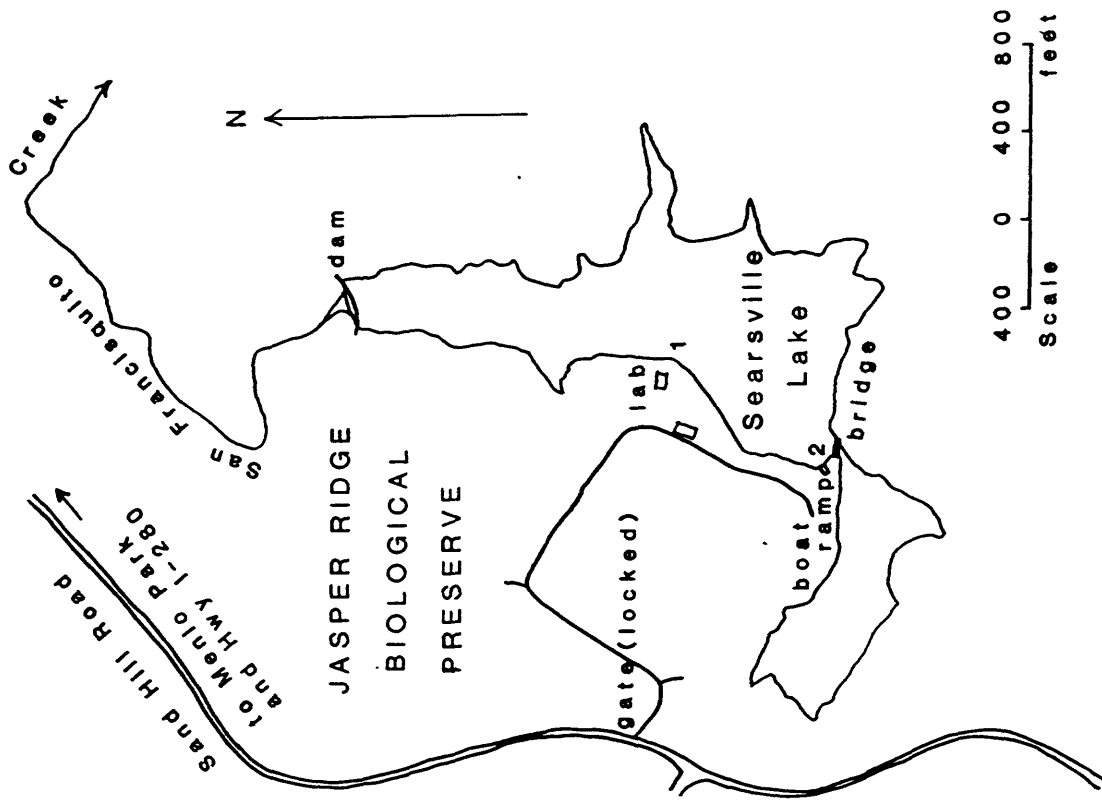 Creek
San Francisquito
N
dam
Sand Hill Road
to Menlo Park
and Hwy I-280
JASPER RIDGE
BIOLOGICAL
PRESERVE
lab
1
gate (locked)
Searsville
Lake
boat
ramp
2
bridge
400 0 400 800
Scale feet